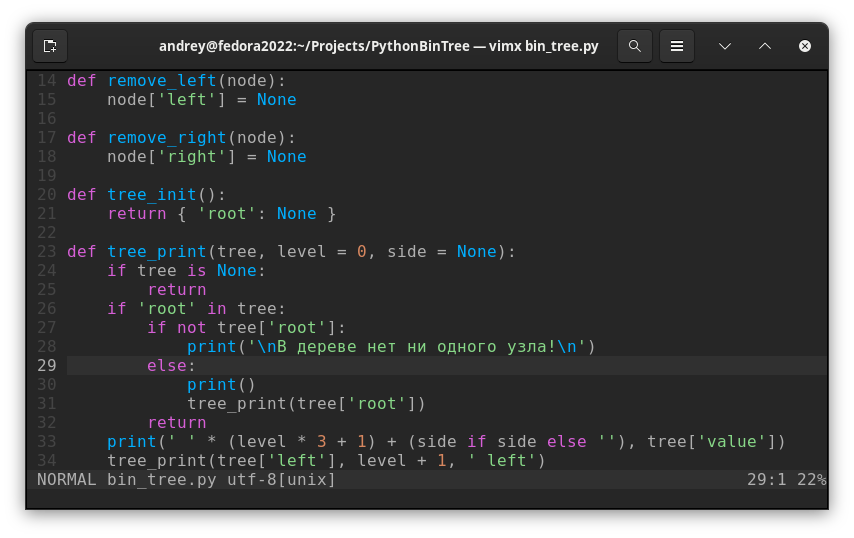 andrey@fedora2022:~/Projects/PythonBinTree — vimx bin_tree.py
14 def remove_left(node):
15     node['left'] = None
16
17 def remove_right(node):
18     node['right'] = None
19
20 def tree_init():
21     return { 'root': None }
22
23 def tree_print(tree, level = 0, side = None):
24     if tree is None:
25         return
26     if 'root' in tree:
27         if not tree['root']:
28             print('\nВ дереве нет ни одного узла!\n')
29         else:
30             print()
31             tree_print(tree['root'])
32         return
33     print(' ' * (level * 3 + 1) + (side if side else ''), tree['value'])
34     tree_print(tree['left'], level + 1, ' left')
NORMAL bin_tree.py utf-8[unix] 29:1 22%